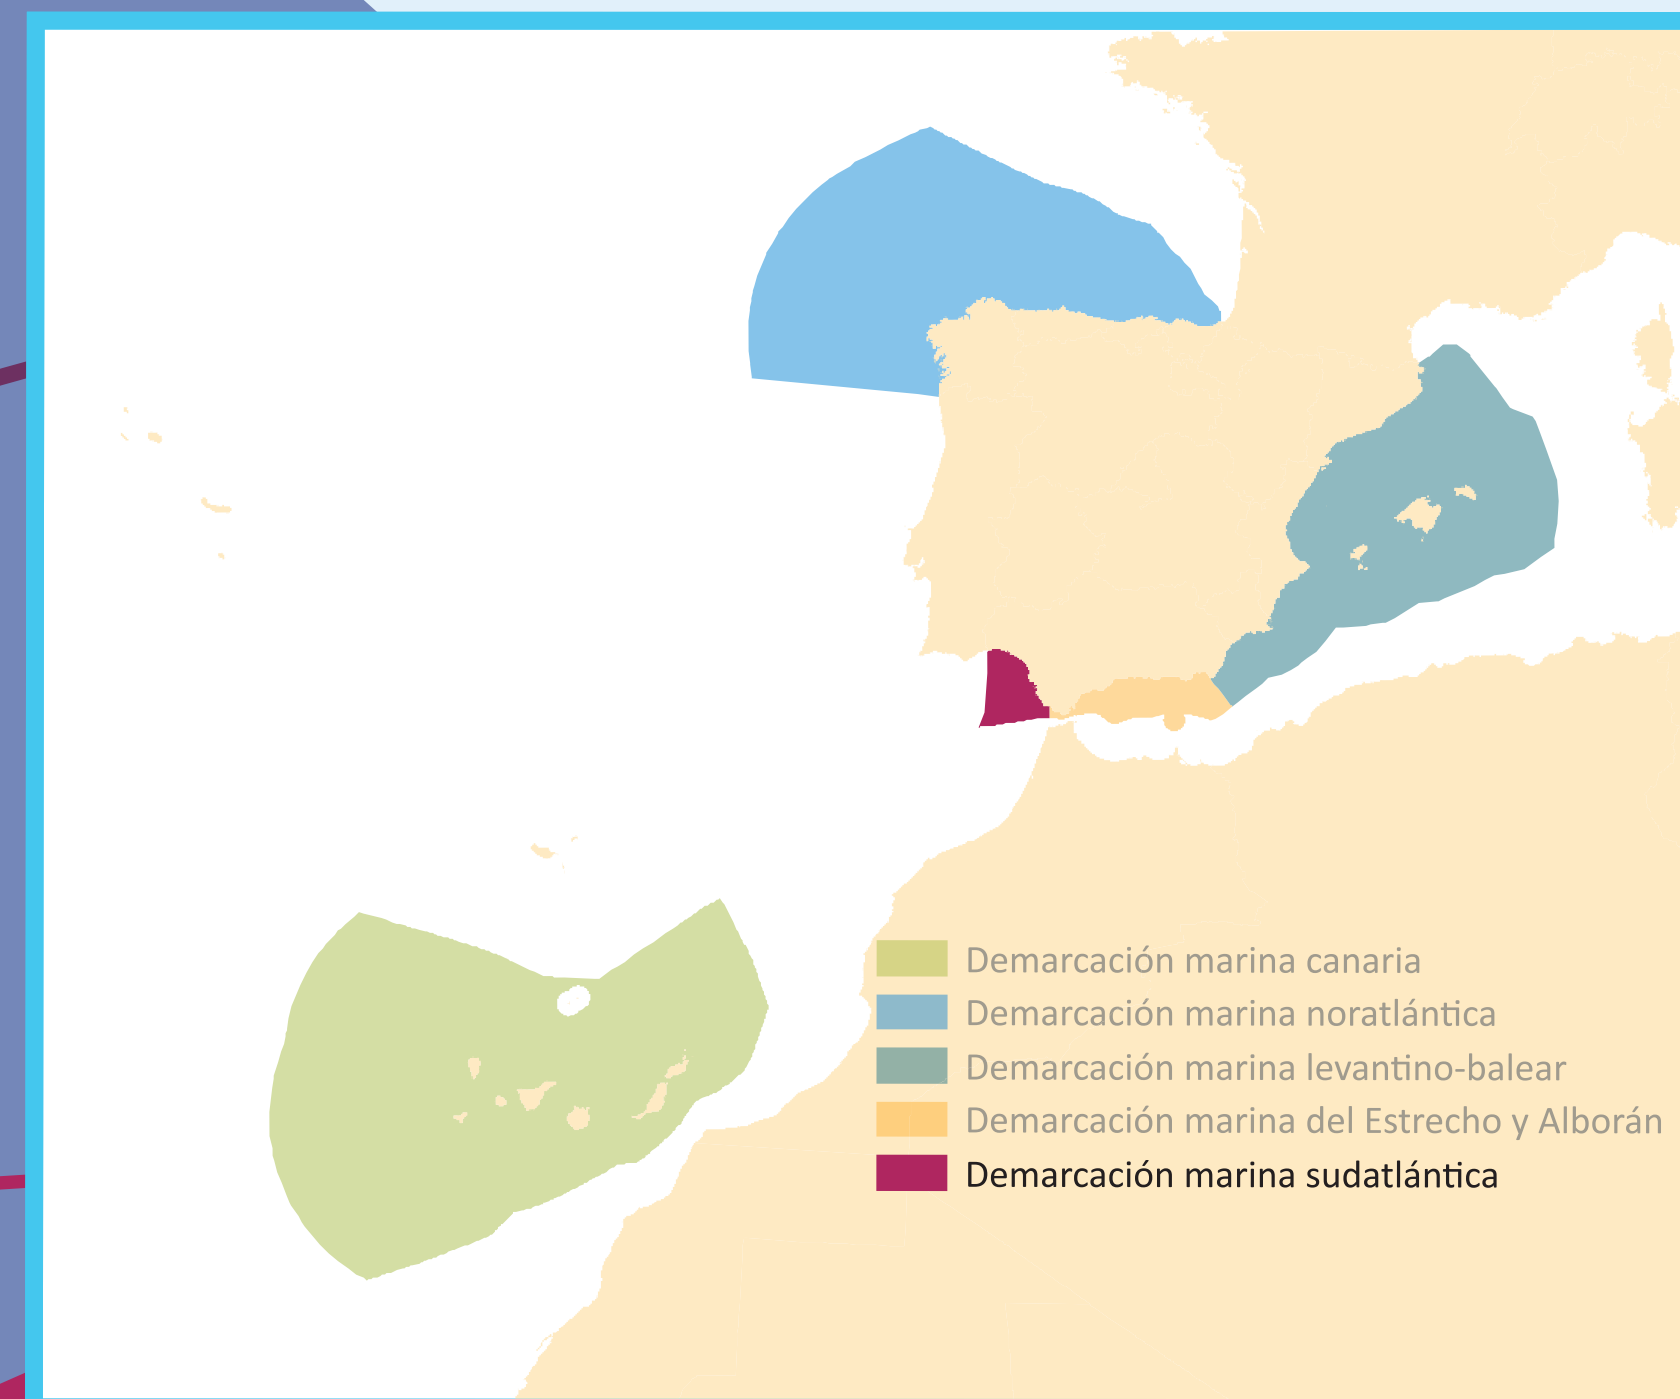 Demarcación marina canaria
Demarcación marina noratlántica
Demarcación marina levantino-balear
Demarcación marina del Estrecho y Alborán
Demarcación marina sudatlántica